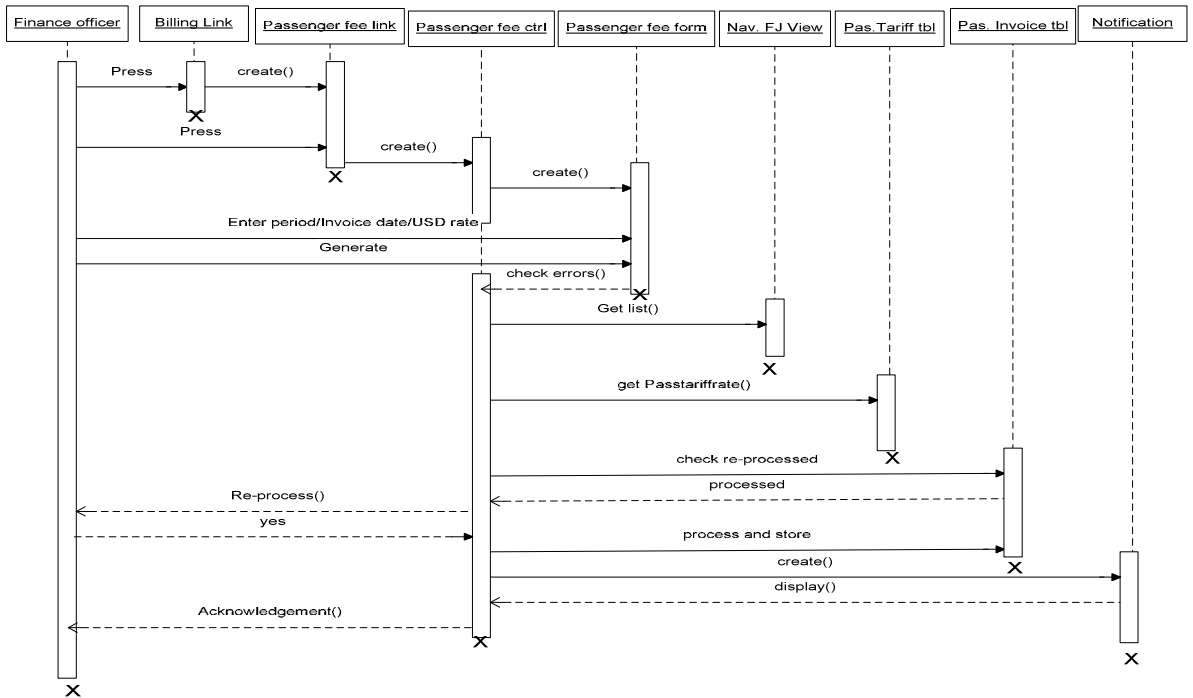 Finance officer
Billing Link
Passenger fee link
Passenger fee ctrl
Passenger fee form
Nav. FJ View
Pas.Tariff tbl
Pas. Invoice tbl
Notification
Press
create()
Press
create()
create()
Enter period/Invoice date/USD rate
Generate
check errors()
Get list()
get Passtariffrate()
check re-processed
processed
Re-process()
yes
process and store
create()
display()
Acknowledgement()